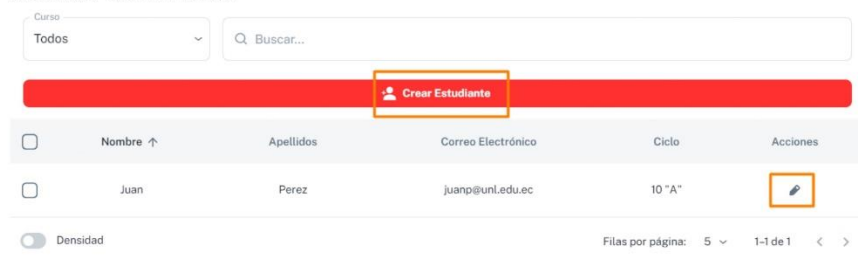 Curso
Todos
Buscar...
Crear Estudiante
Nombre ↑ Apellidos Correo Electrónico Ciclo Acciones
Juan Perez juanp@unl.edu.ec 10 "A"
Densidad Filas por página: 5 1–1 de 1